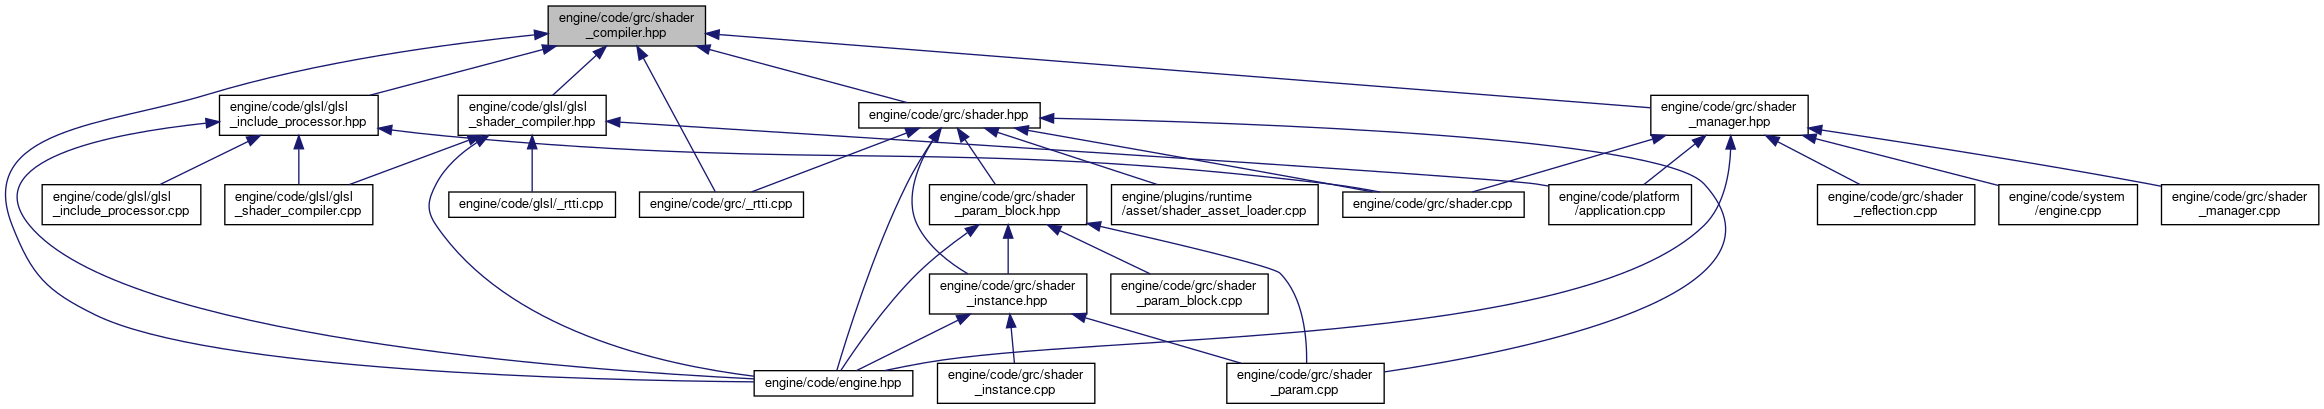 engine/code/grc/shader
_compiler.hpp
engine/code/glsl/glsl
_include_processor.hpp
engine/code/glsl/glsl
_shader_compiler.hpp
engine/code/grc/shader.hpp
engine/code/grc/shader
_manager.hpp
engine/code/glsl/glsl
_include_processor.cpp
engine/code/glsl/glsl
_shader_compiler.cpp
engine/code/glsl/_rtti.cpp
engine/code/grc/_rtti.cpp
engine/code/grc/shader
_param_block.hpp
engine/plugins/runtime
/asset/shader_asset_loader.cpp
engine/code/grc/shader.cpp
engine/code/platform
/application.cpp
engine/code/grc/shader
_reflection.cpp
engine/code/system
/engine.cpp
engine/code/grc/shader
_manager.cpp
engine/code/grc/shader
_instance.hpp
engine/code/grc/shader
_param_block.cpp
engine/code/engine.hpp
engine/code/grc/shader
_instance.cpp
engine/code/grc/shader
_param.cpp